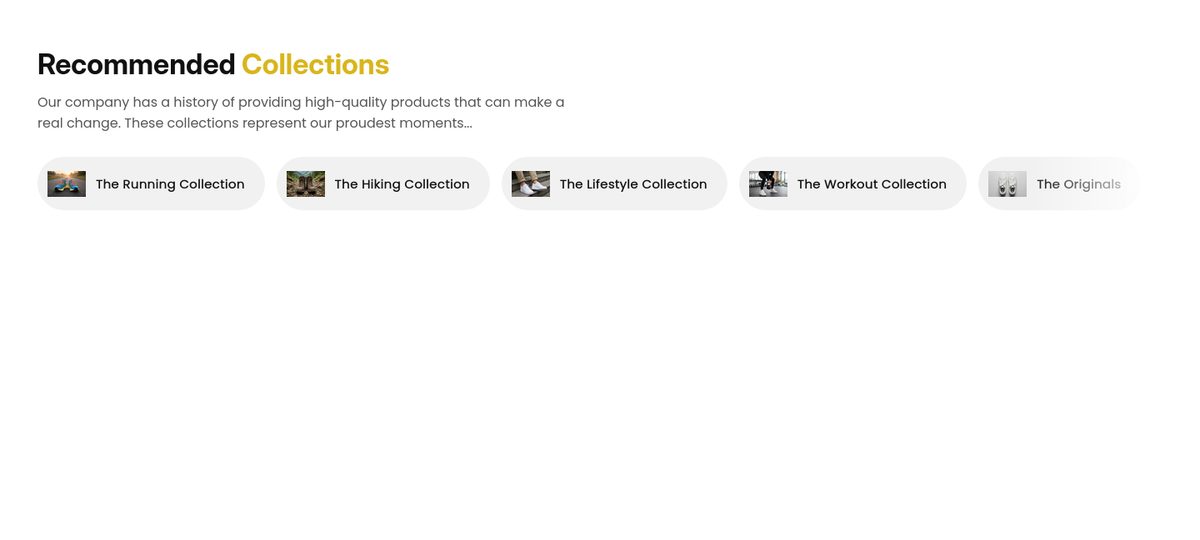 Recommended Collections
Our company has a history of providing high-quality products that can make a
real change. These collections represent our proudest moments...
The Running Collection
The Hiking Collection
The Lifestyle Collection
The Workout Collection
The Originals